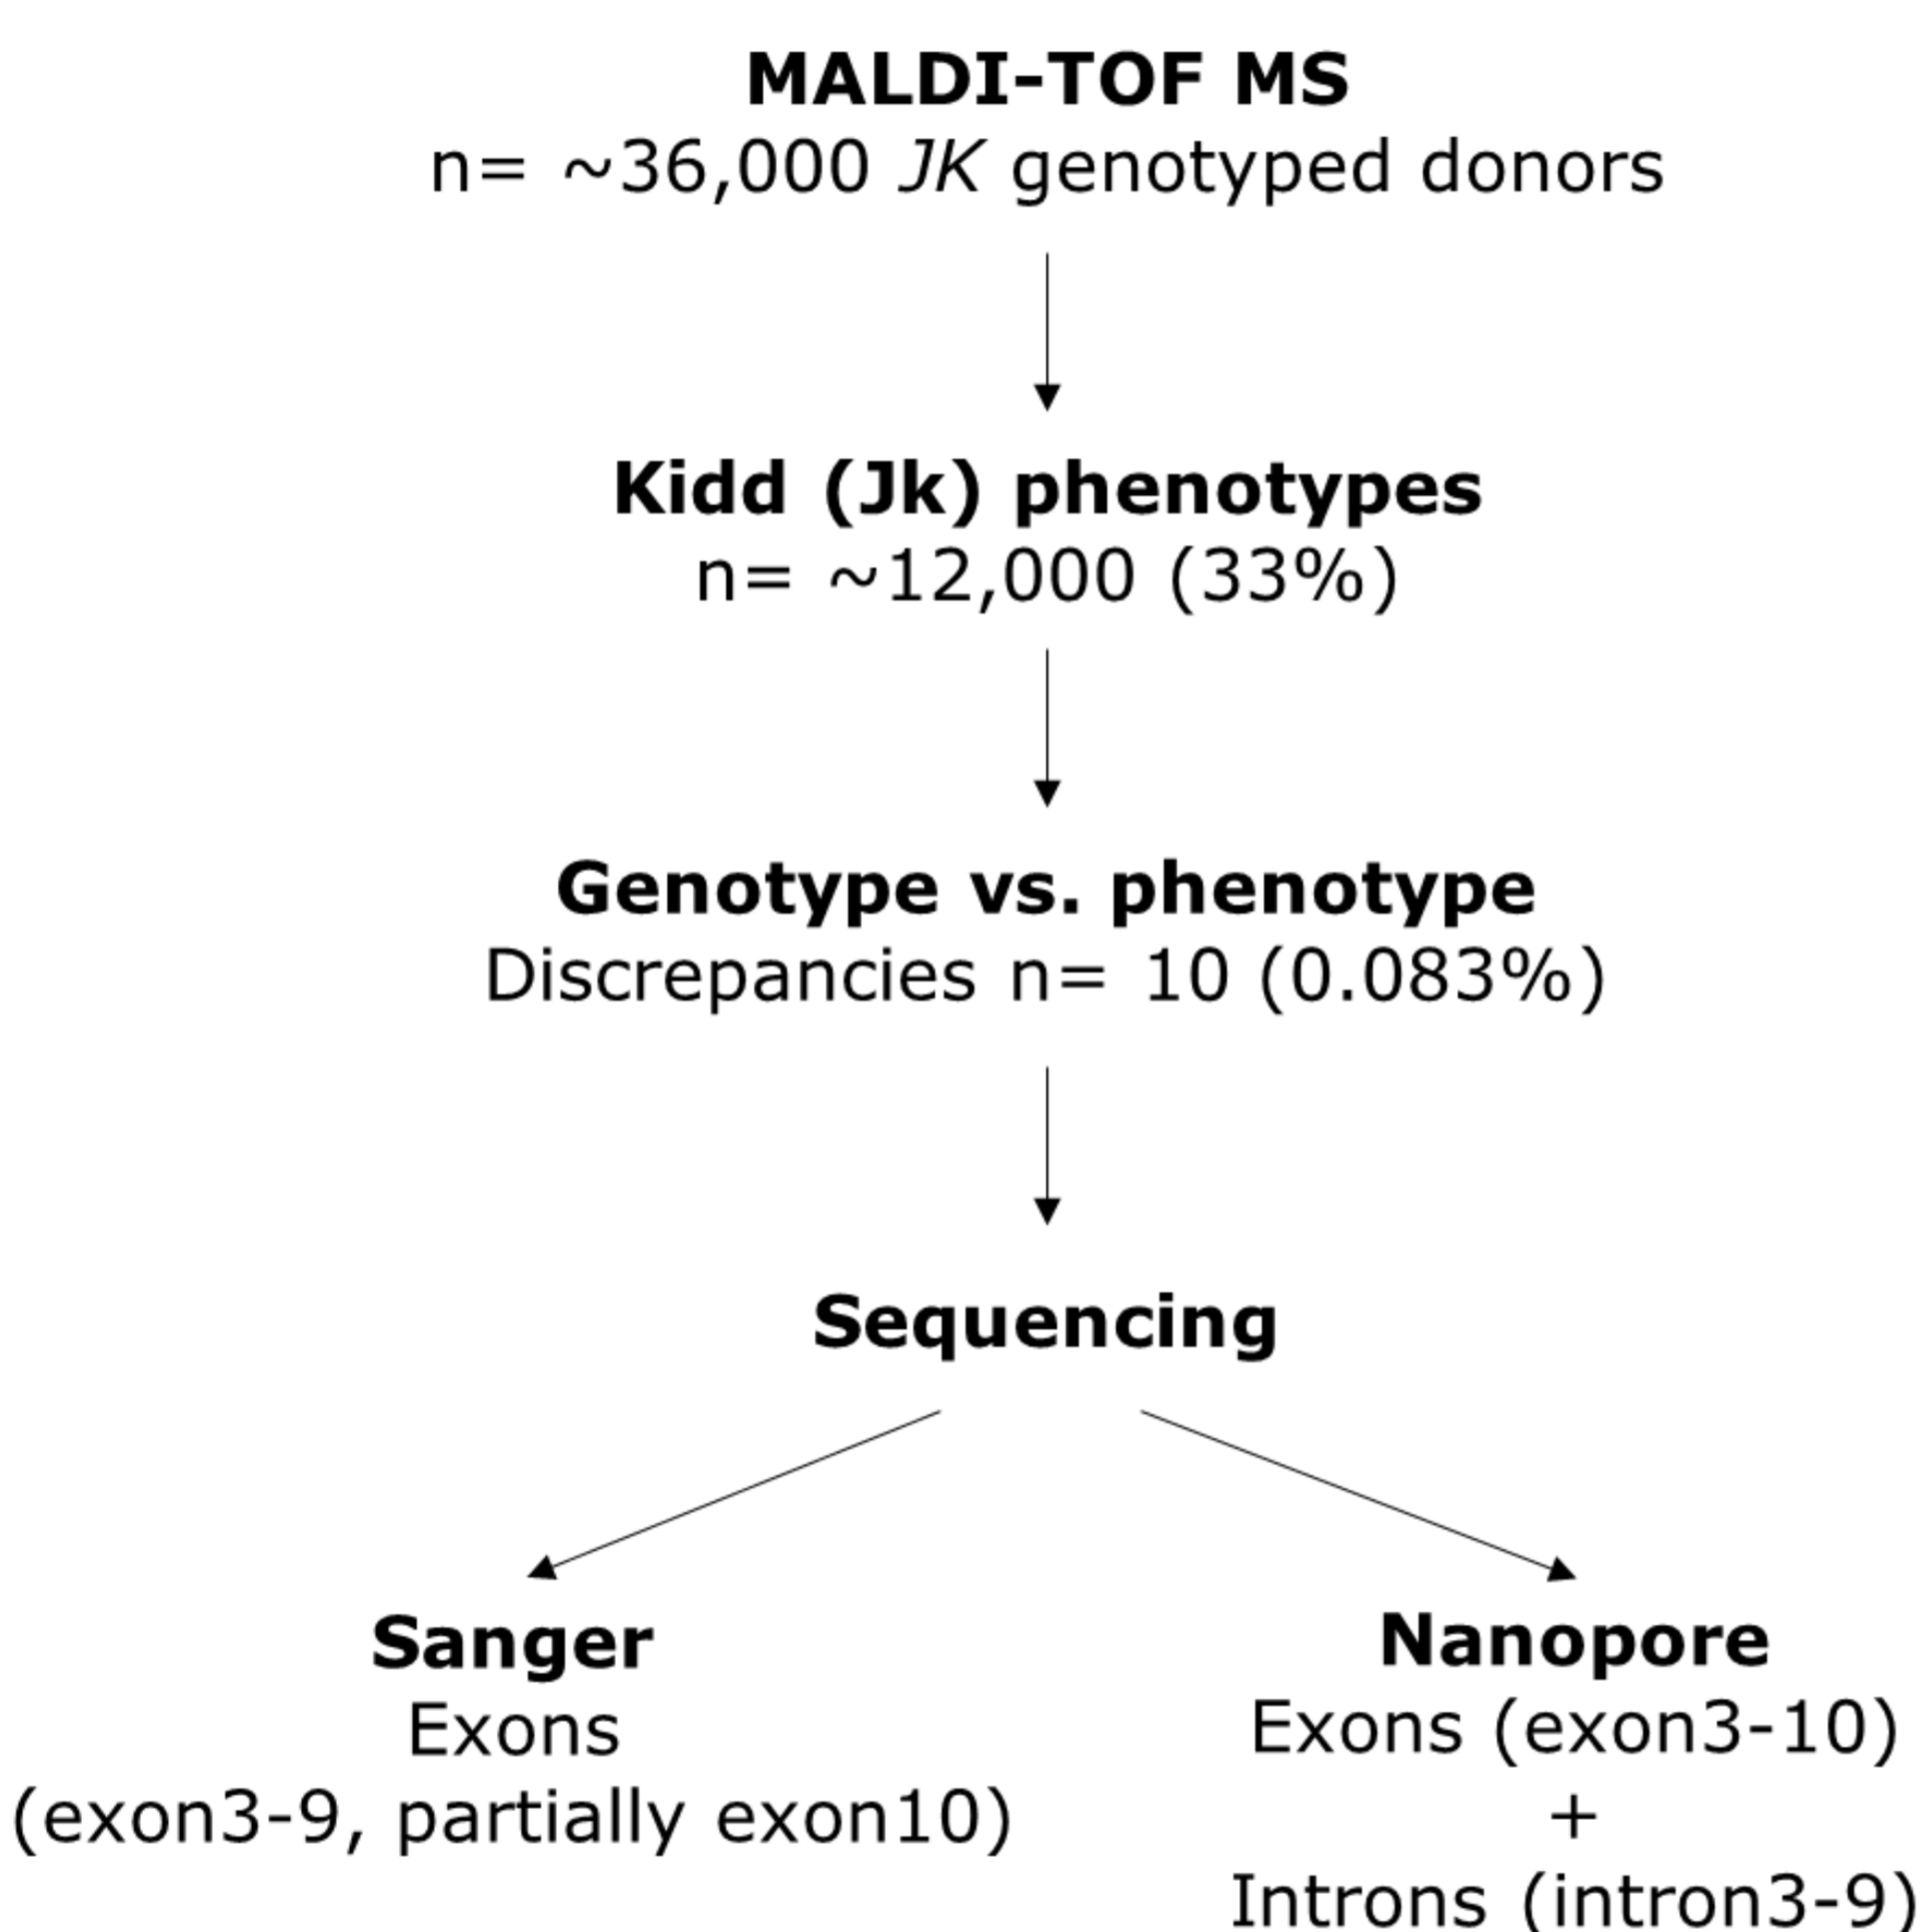 MALDI-TOF MS
n= ~36,000 JK genotyped donors
Kidd (Jk) phenotypes
n= ~12,000 (33%)
Genotype vs. phenotype
Discrepancies n= 10 (0.083%)
Sequencing
Sanger
Exons
(exon3-9, partially exon10)
Nanopore
Exons (exon3-10)
+
Introns (intron3-9)